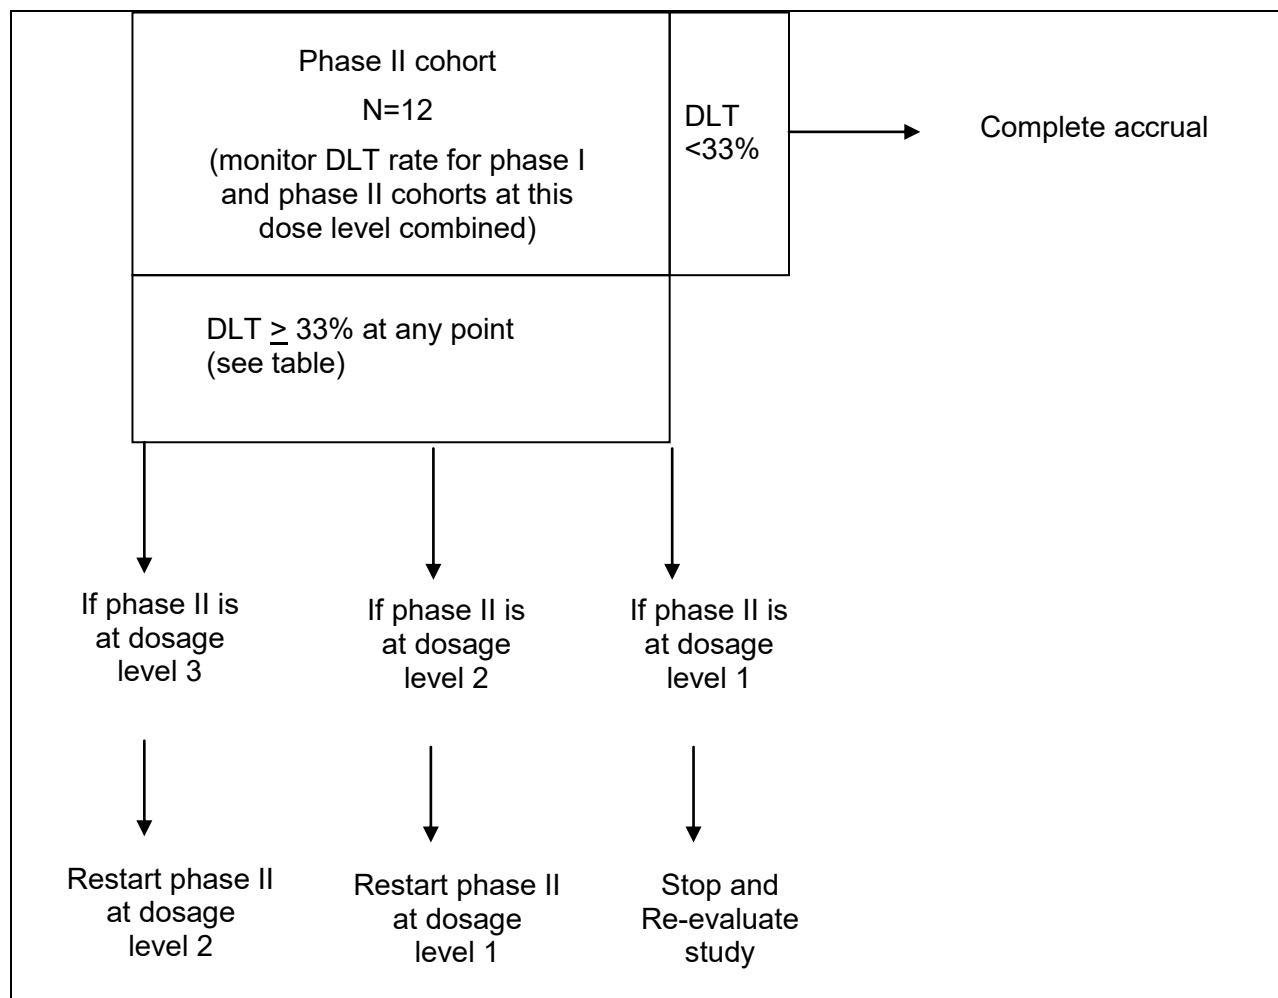 Phase II cohort
N=12
(monitor DLT rate for phase I
and phase II cohorts at this
dose level combined)
DLT
<33%
Complete accrual
DLT ≥ 33% at any point
(see table)
If phase II is
at dosage
level 3
If phase II is
at dosage
level 2
If phase II is
at dosage
level 1
Restart phase II
at dosage
level 2
Restart phase II
at dosage
level 1
Stop and
Re-evaluate
study